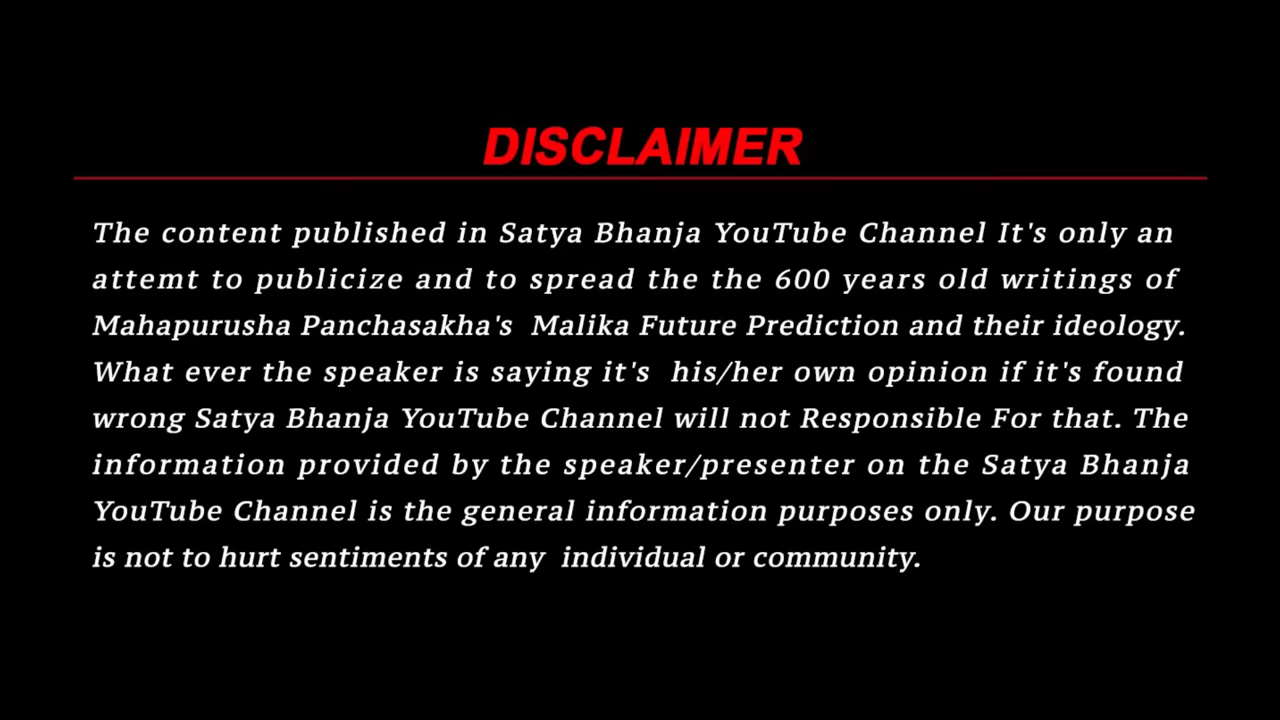 DISCLAIMER
The content published in Satya Bhanja YouTube Channel It's only an
attemt to publicize and to spread the the 600 years old writings of
Mahapurusha Panchasakha's Malika Future Prediction and their ideology.
What ever the speaker is saying it's his/her own opinion if it's found
wrong Satya Bhanja YouTube Channel will not Responsible For that. The
information provided by the speaker/presenter on the Satya Bhanja
YouTube Channel is the general information purposes only. Our purpose
is not to hurt sentiments of any individual or community.